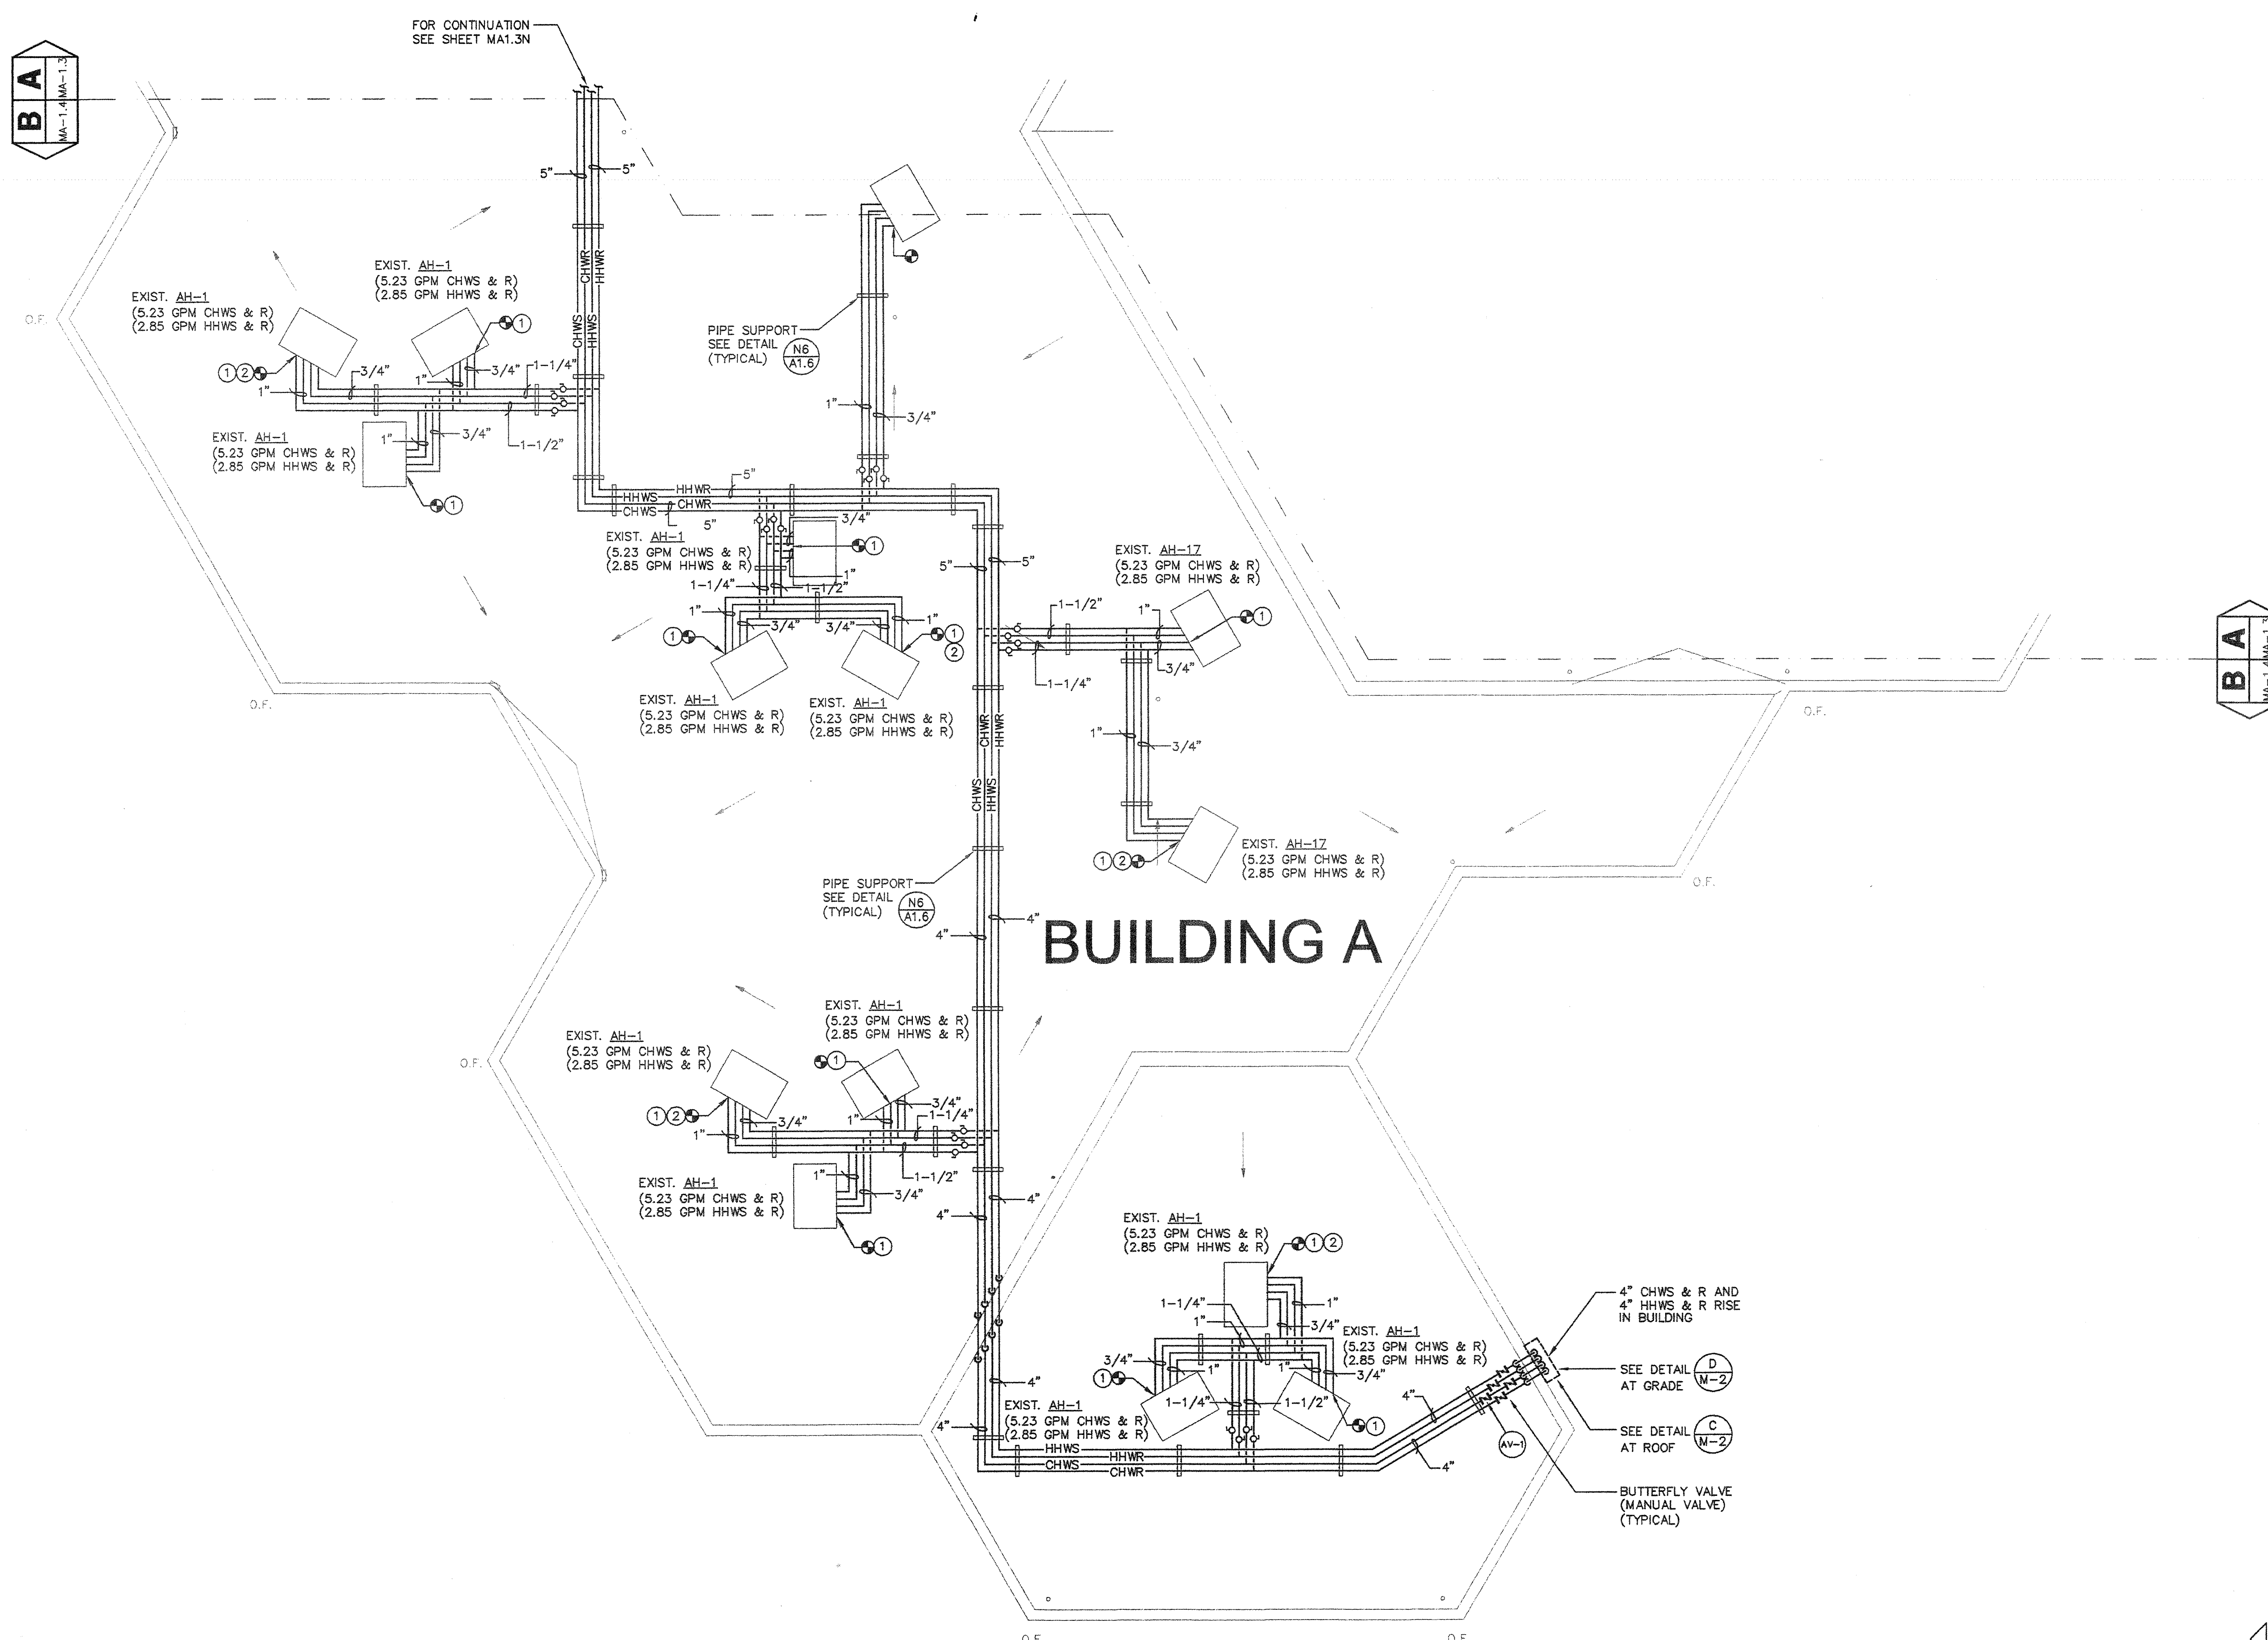 FOR CONTINUATION
SEE SHEET MA1.3N
B A
MA-1.4 MA-1.3
5"
5"
CHWR
HHWR
CHWS
HHWS
EXIST. AH-1
(5.23 GPM CHWS & R)
(2.85 GPM HHWS & R)
EXIST. AH-1
(5.23 GPM CHWS & R)
(2.85 GPM HHWS & R)
O.F.
1
1 2
3/4"
1"
1"
3/4"
1-1/4"
EXIST. AH-1
(5.23 GPM CHWS & R)
(2.85 GPM HHWS & R)
1"
3/4"
1-1/2"
1
PIPE SUPPORT
SEE DETAIL
(TYPICAL)
N6
A1.6
1"
3/4"
5"
HHWR
HHWS
CHWR
CHWS
5"
3/4"
EXIST. AH-1
(5.23 GPM CHWS & R)
(2.85 GPM HHWS & R)
1
1"
1-1/4"
1-1/2"
1"
3/4"
3/4"
1"
1
1
2
EXIST. AH-1
(5.23 GPM CHWS & R)
(2.85 GPM HHWS & R)
EXIST. AH-1
(5.23 GPM CHWS & R)
(2.85 GPM HHWS & R)
5"
5"
EXIST. AH-17
(5.23 GPM CHWS & R)
(2.85 GPM HHWS & R)
1-1/2"
1"
1
3/4"
1-1/4"
B A
O.F.
O.F.
CHWR
HHWR
1"
3/4"
CHWS
HHWS
1 2
EXIST. AH-17
(5.23 GPM CHWS & R)
(2.85 GPM HHWS & R)
O.F.
PIPE SUPPORT
SEE DETAIL
(TYPICAL)
N6
A1.6
4"
4"
BUILDING A
EXIST. AH-1
(5.23 GPM CHWS & R)
(2.85 GPM HHWS & R)
EXIST. AH-1
(5.23 GPM CHWS & R)
(2.85 GPM HHWS & R)
O.F.
1
1 2
3/4"
1"
1"
3/4"
1-1/4"
EXIST. AH-1
(5.23 GPM CHWS & R)
(2.85 GPM HHWS & R)
1"
3/4"
1-1/2"
1
4"
4"
EXIST. AH-1
(5.23 GPM CHWS & R)
(2.85 GPM HHWS & R)
1 2
1-1/4"
1"
1"
3/4"
EXIST. AH-1
(5.23 GPM CHWS & R)
(2.85 GPM HHWS & R)
3/4"
1"
1"
3/4"
1
4"
EXIST. AH-1
(5.23 GPM CHWS & R)
(2.85 GPM HHWS & R)
1-1/4"
1-1/2"
1
4"
HHWS
HHWR
CHWS
CHWR
4"
4"
AV-1
4" CHWS & R AND
4" HHWS & R RISE
IN BUILDING
SEE DETAIL
AT GRADE
D
M-2
SEE DETAIL
AT ROOF
C
M-2
BUTTERFLY VALVE
(MANUAL VALVE)
(TYPICAL)
O.F.
O.F.